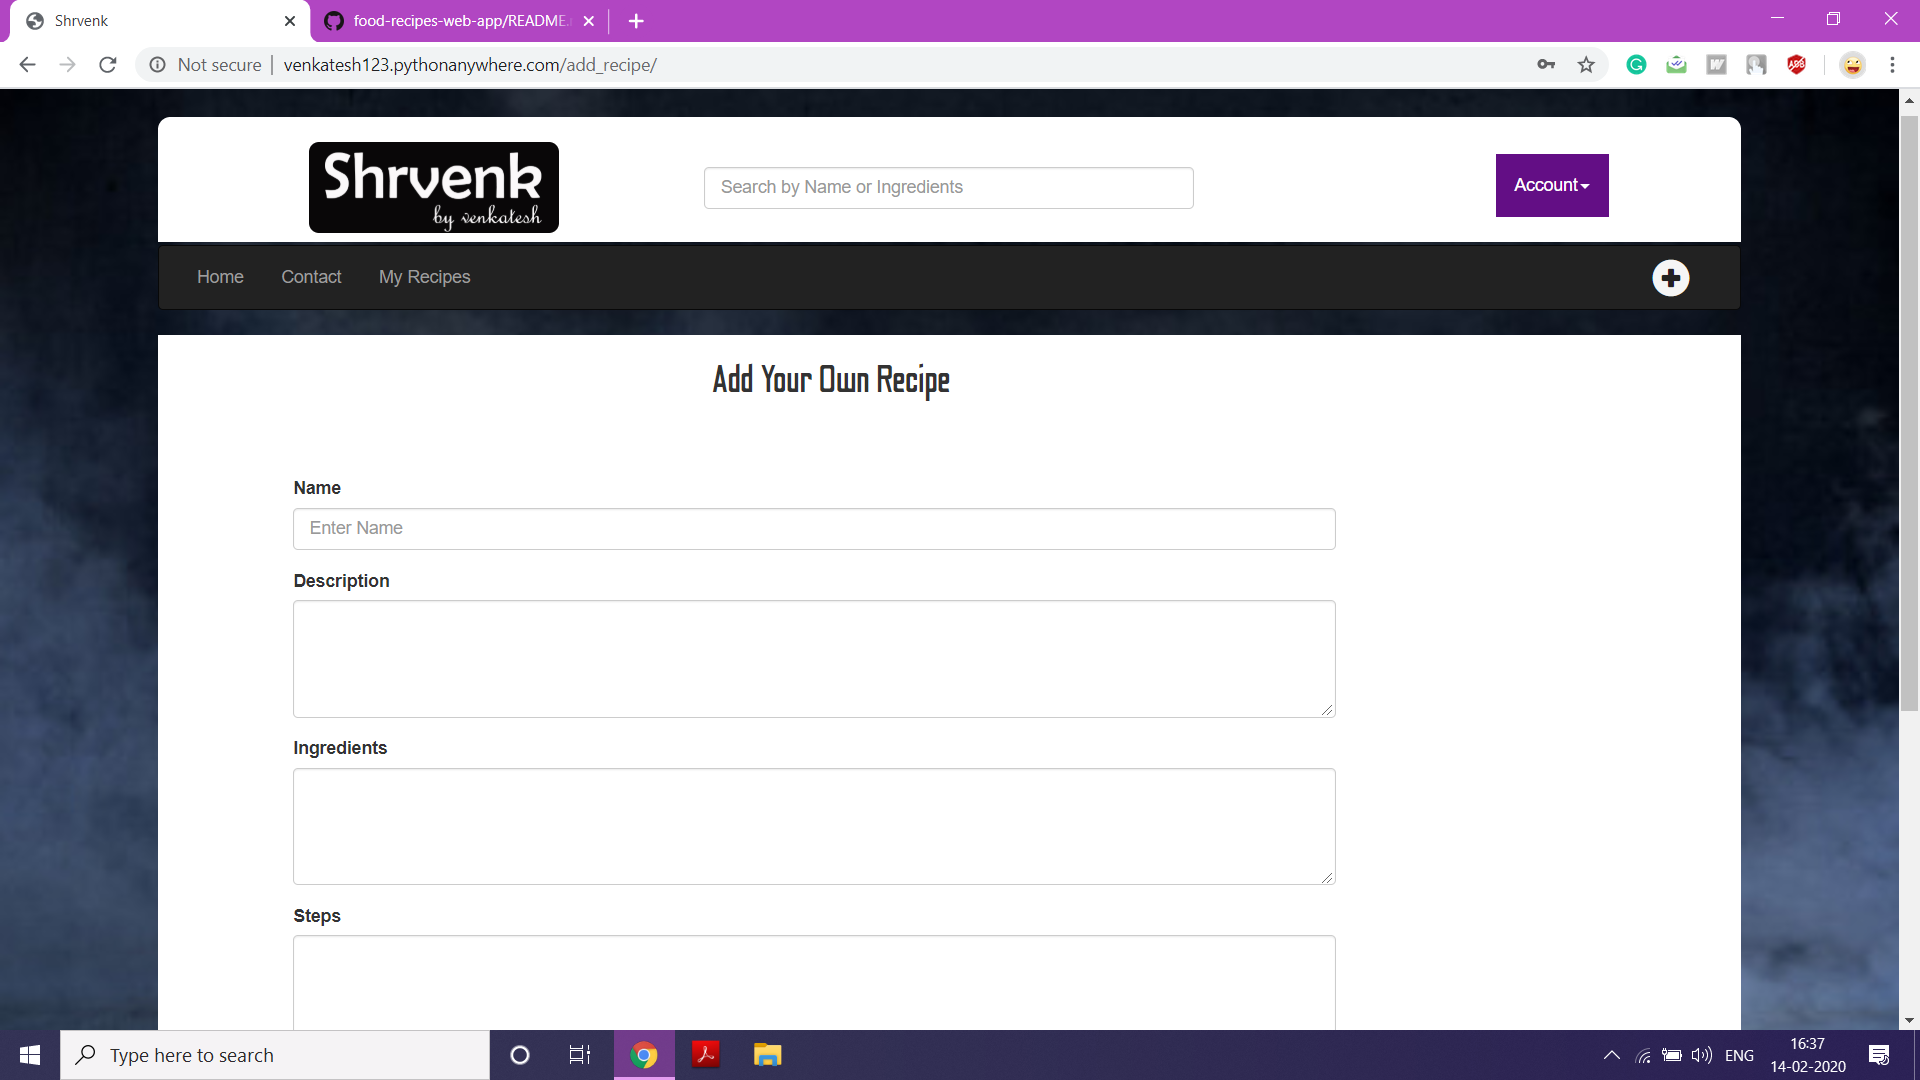 Shrvenk
food-recipes-web-app/README.
Not secure | venkatesh123.pythonanywhere.com/add_recipe/
Shrvenk
by venkatesh
Search by Name or Ingredients
Account
Home Contact My Recipes
Add Your Own Recipe
Name
Enter Name
Description
Ingredients
Steps
Type here to search
ENG
16:37
14-02-2020